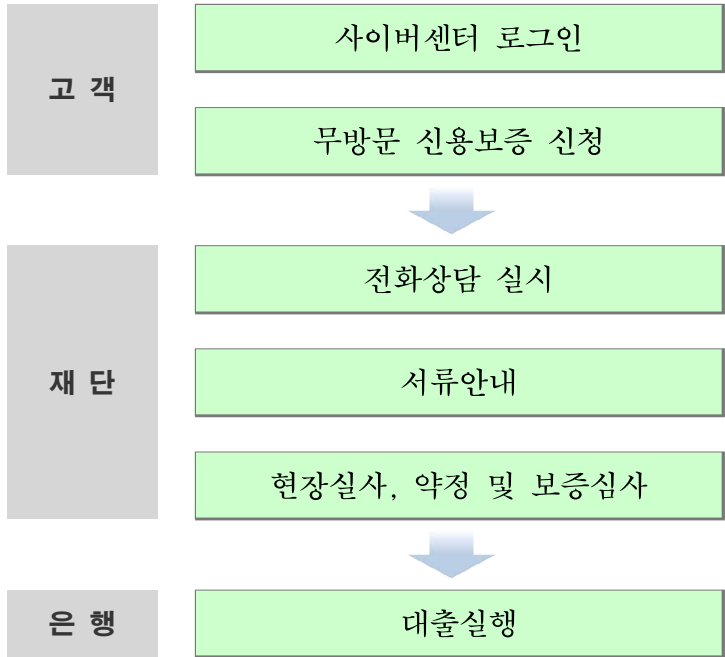 고 객
사이버센터 로그인
무방문 신용보증 신청
재 단
전화상담 실시
서류안내
현장실사, 약정 및 보증심사
은 행
대출실행